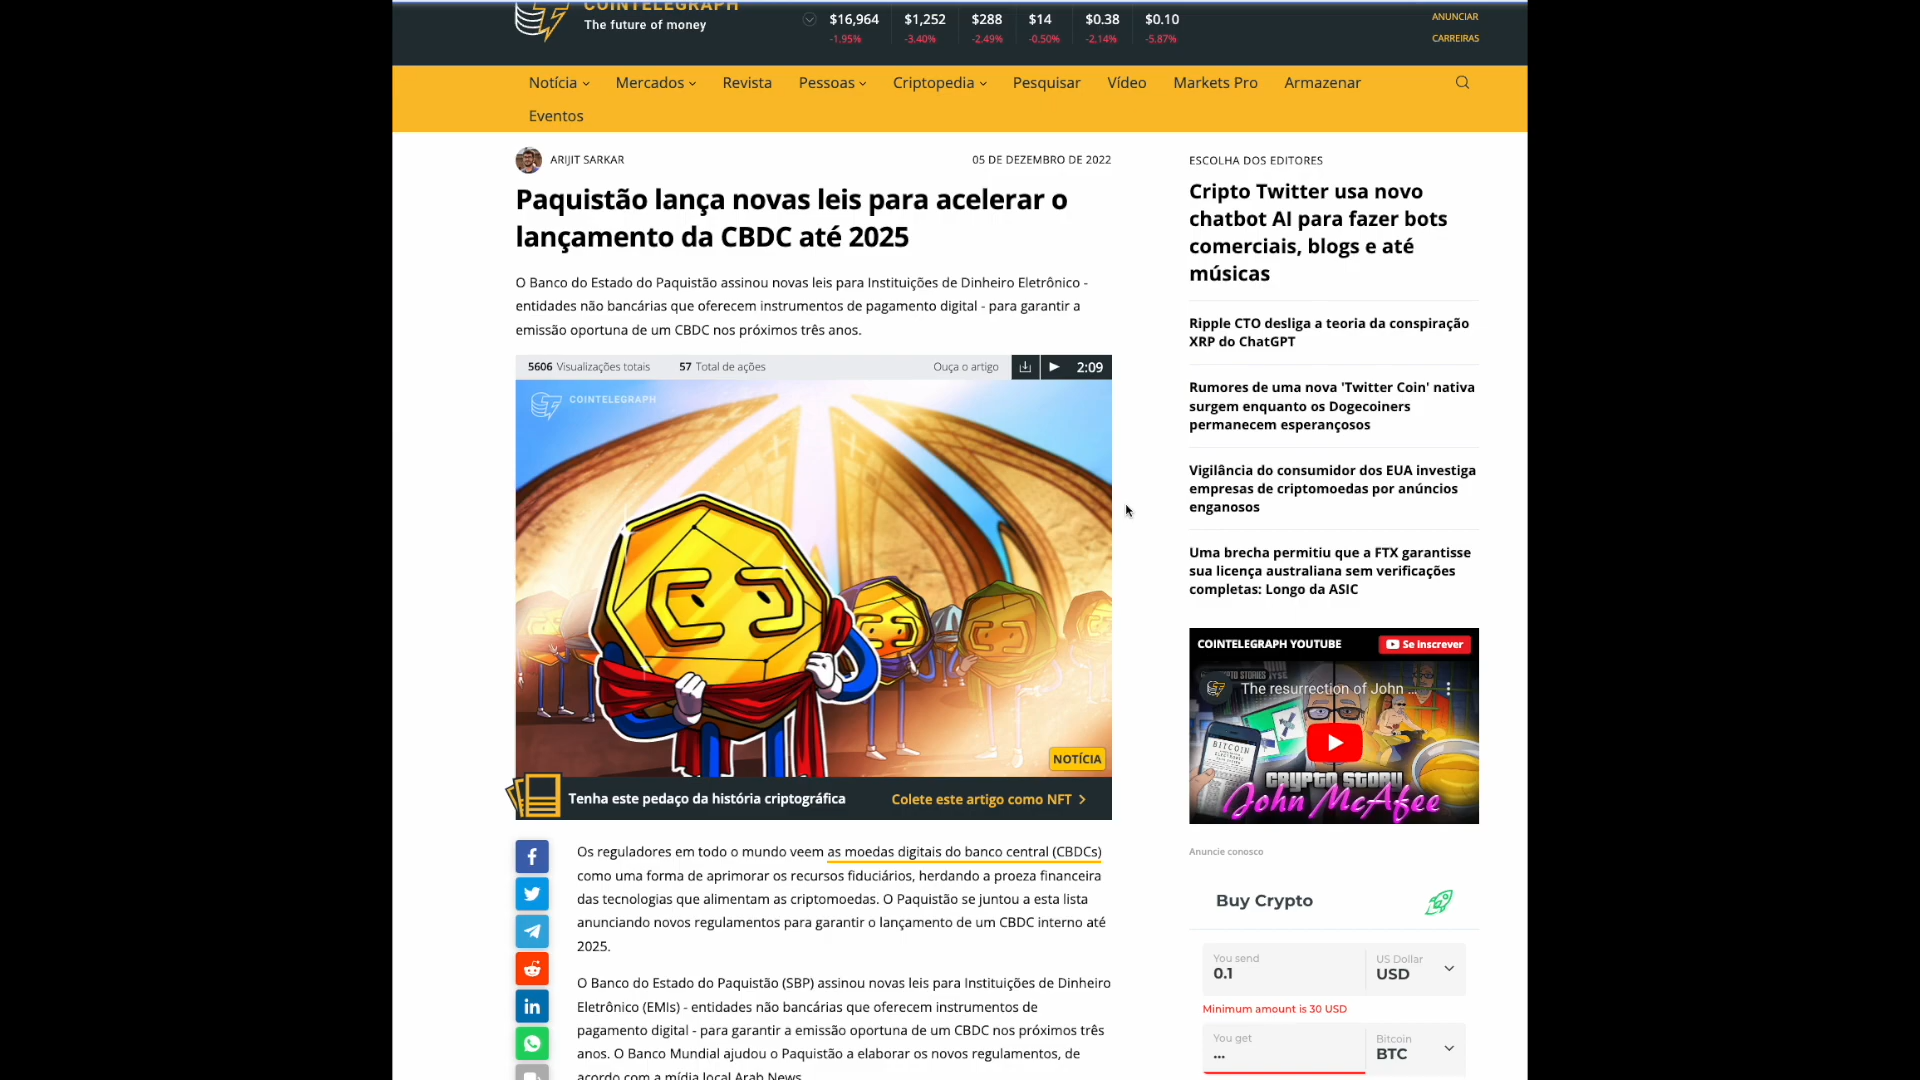 COINTELEGRAPH
The future of money
$16,964 $1,252 $288 $14 $0.38 $0.10
-1.95% -3.40% -2.49% -0.50% -2.14% -5.87%
ANUNCIAR
CARREIRAS
Notícia Mercados Revista Pessoas Criptopedia Pesquisar Vídeo Markets Pro Armazenar
Eventos
ARIJIT SARKAR
05 DE DEZEMBRO DE 2022
Paquistão lança novas leis para acelerar o
lançamento da CBDC até 2025
O Banco do Estado do Paquistão assinou novas leis para Instituições de Dinheiro Eletrônico -
entidades não bancárias que oferecem instrumentos de pagamento digital - para garantir a
emissão oportuna de um CBDC nos próximos três anos.
5606 Visualizações totais 57 Total de ações Ouça o artigo 2:09
COINTELEGRAPH
NOTÍCIA
Tenha este pedaço da história criptográfica Colete este artigo como NFT
Os reguladores em todo o mundo veem as moedas digitais do banco central (CBDCs)
como uma forma de aprimorar os recursos fiduciários, herdando a proeza financeira
das tecnologias que alimentam as criptomoedas. O Paquistão se juntou a esta lista
anunciando novos regulamentos para garantir o lançamento de um CBDC interno até
2025.
O Banco do Estado do Paquistão (SBP) assinou novas leis para Instituições de Dinheiro
Eletrônico (EMIs) - entidades não bancárias que oferecem instrumentos de
pagamento digital - para garantir a emissão oportuna de um CBDC nos próximos três
anos. O Banco Mundial ajudou o Paquistão a elaborar os novos regulamentos, de
acordo com a mídia local Arab News.
ESCOLHA DOS EDITORES
Cripto Twitter usa novo
chatbot AI para fazer bots
comerciais, blogs e até
músicas
Ripple CTO desliga a teoria da conspiração
XRP do ChatGPT
Rumores de uma nova 'Twitter Coin' nativa
surgem enquanto os Dogecoiners
permanecem esperançosos
Vigilância do consumidor dos EUA investiga
empresas de criptomoedas por anúncios
enganosos
Uma brecha permitiu que a FTX garantisse
sua licença australiana sem verificações
completas: Longo da ASIC
COINTELEGRAPH YOUTUBE
Se inscrever
The resurrection of John ...
BITCOIN
CRYPTO STORY
John McAfee
Anuncie conosco
Buy Crypto
You send
0.1
US Dollar
USD
Minimum amount is 30 USD
You get
...
Bitcoin
BTC